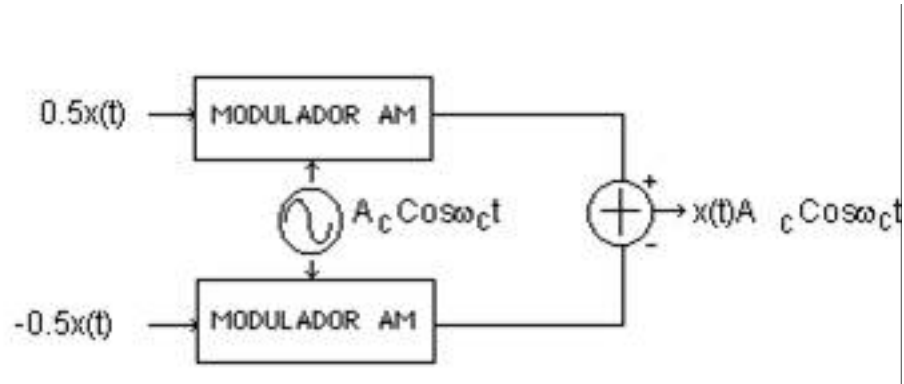 0.5x(t)
MODULADOR AM
+
A c Cosωct
x(t)A c Cosωct
-
-0.5x(t)
MODULADOR AM